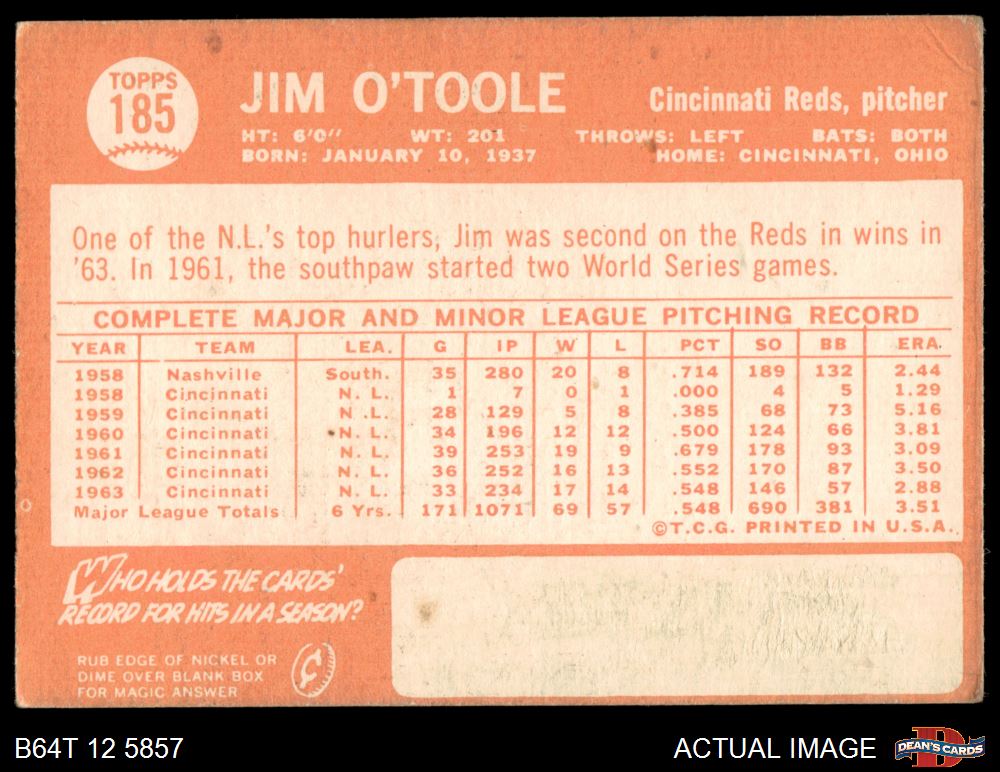 TOPPS
185
JIM O'TOOLE
Cincinnati Reds, pitcher
HT: 6'0" WT: 201 THROWS: LEFT BATS: BOTH
BORN: JANUARY 10, 1937 HOME: CINCINNATI, OHIO
One of the N.L.'s top hurlers, Jim was second on the Reds in wins in
'63. In 1961, the southpaw started two World Series games.
COMPLETE MAJOR AND MINOR LEAGUE PITCHING RECORD
YEAR TEAM LEA. G IP W L PCT SO BB ERA.
1958 Nashville South. 35 280 20 8 .714 189 132 2.44
1958 Cincinnati N. L. 1 7 0 1 .000 4 5 1.29
1959 Cincinnati N. L. 28 129 5 8 .385 68 73 5.16
1960 Cincinnati N. L. 34 196 12 12 .500 124 66 3.81
1961 Cincinnati N. L. 39 253 19 9 .679 178 93 3.09
1962 Cincinnati N. L. 36 252 16 13 .552 170 87 3.50
1963 Cincinnati N. L. 33 234 17 14 .548 146 57 2.88
Major League Totals 6 Yrs. 171 1071 69 57 .548 690 381 3.51
©T.C.G. PRINTED IN U.S.A.
WHO HOLDS THE CARDS'
RECORD FOR HITS IN A SEASON?
RUB EDGE OF NICKEL OR
DIME OVER BLANK BOX
FOR MAGIC ANSWER
¢
B64T 12 5857
ACTUAL IMAGE
DEAN'S CARDS